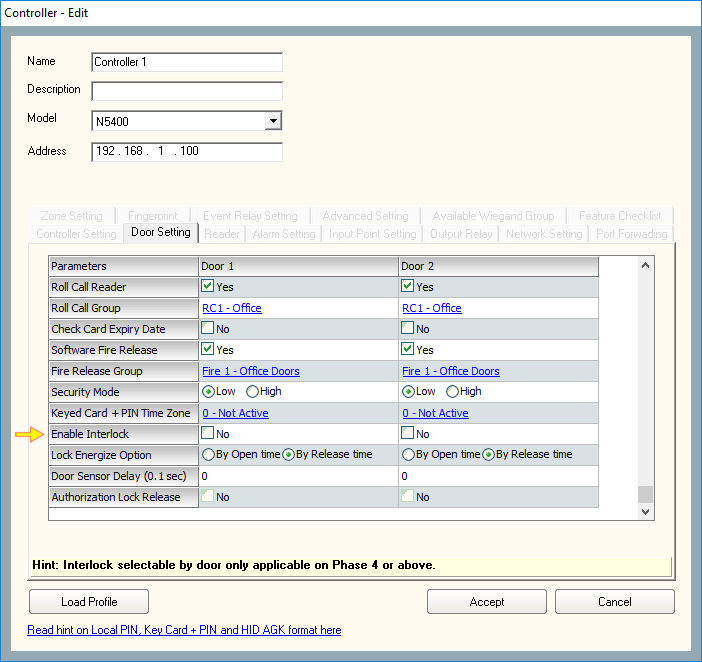 Controller - Edit
Name Controller 1
Description
Model N5400
Address 192 . 168 . 1 . 100
Zone Setting Fingerprint Event Relay Setting Advanced Setting Available Wiegand Group Feature Checklist
Controller Setting Door Setting Reader Alarm Setting Input Point Setting Output Relay Network Setting Port Forwading
Parameters Door 1 Door 2
Roll Call Reader Yes Yes
Roll Call Group RC1 - Office RC1 - Office
Check Card Expiry Date No No
Software Fire Release Yes Yes
Fire Release Group Fire 1 - Office Doors Fire 1 - Office Doors
Security Mode Low High Low High
Keyed Card + PIN Time Zone 0 - Not Active 0 - Not Active
Enable Interlock No No
Lock Energize Option By Open time By Release time By Open time By Release time
Door Sensor Delay (0.1 sec) 0 0
Authorization Lock Release No No
Hint: Interlock selectable by door only applicable on Phase 4 or above.
Load Profile Accept Cancel
Read hint on Local PIN, Key Card + PIN and HID AGK format here